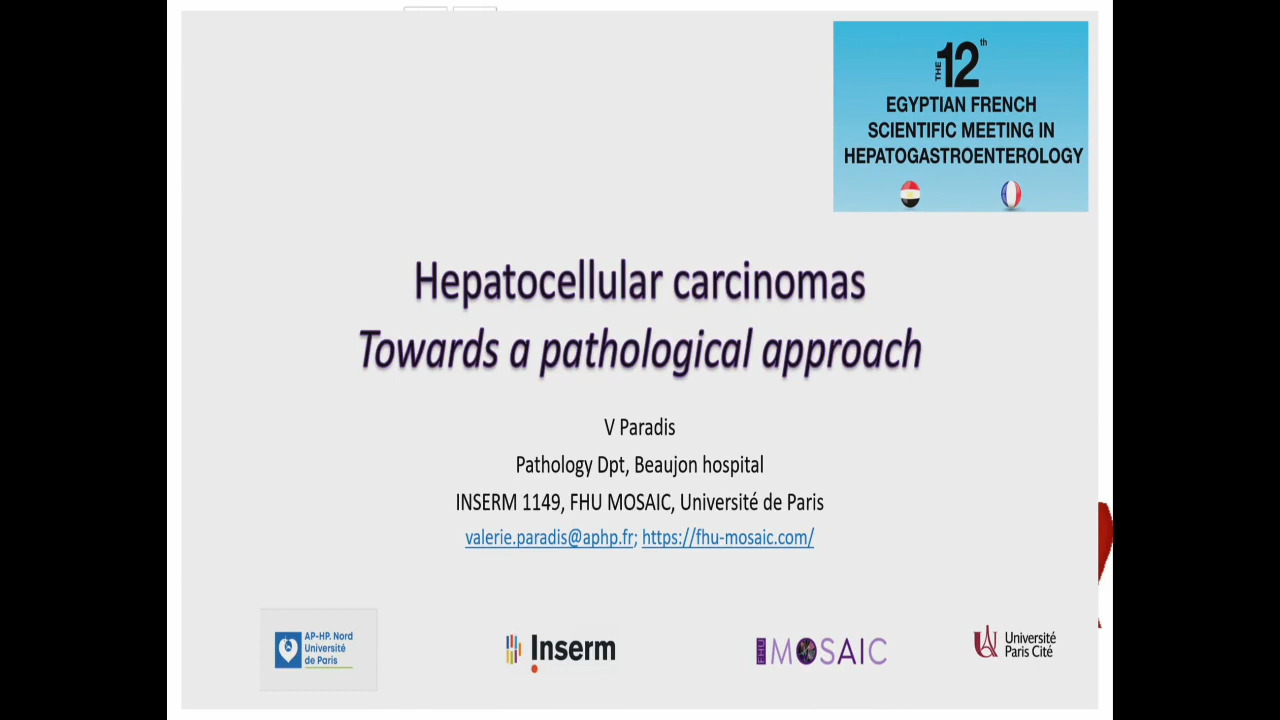 THE 12th
EGYPTIAN FRENCH
SCIENTIFIC MEETING IN
HEPATOGASTROENTEROLOGY
Hepatocellular carcinomas
Towards a pathological approach
V Paradis
Pathology Dpt, Beaujon hospital
INSERM 1149, FHU MOSAIC, Université de Paris
valerie.paradis@aphp.fr; https://fhu-mosaic.com/
AP-HP. Nord
Université
de Paris
Inserm
FHU MOSAIC
Université
Paris Cité